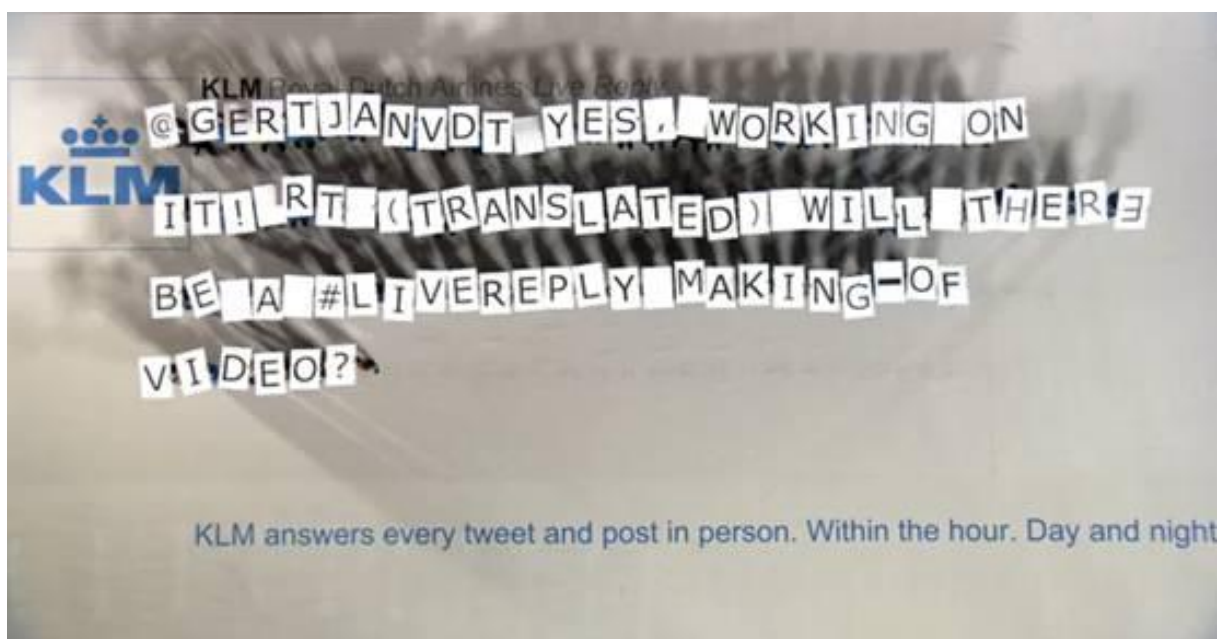 KLM Royal Dutch Airlines Live Reply
KLM
@GERTJANVDT YES, WORKING ON
IT! RT (TRANSLATED) WILL THERE
BE A #LIVEREPLY MAKING-OF
VIDEO?
KLM answers every tweet and post in person. Within the hour. Day and night